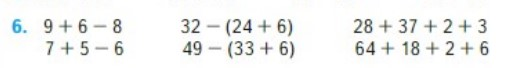 6. 9 + 6 – 8 32 – (24 + 6) 28 + 37 + 2 + 3
7 + 5 – 6 49 – (33 + 6) 64 + 18 + 2 + 6